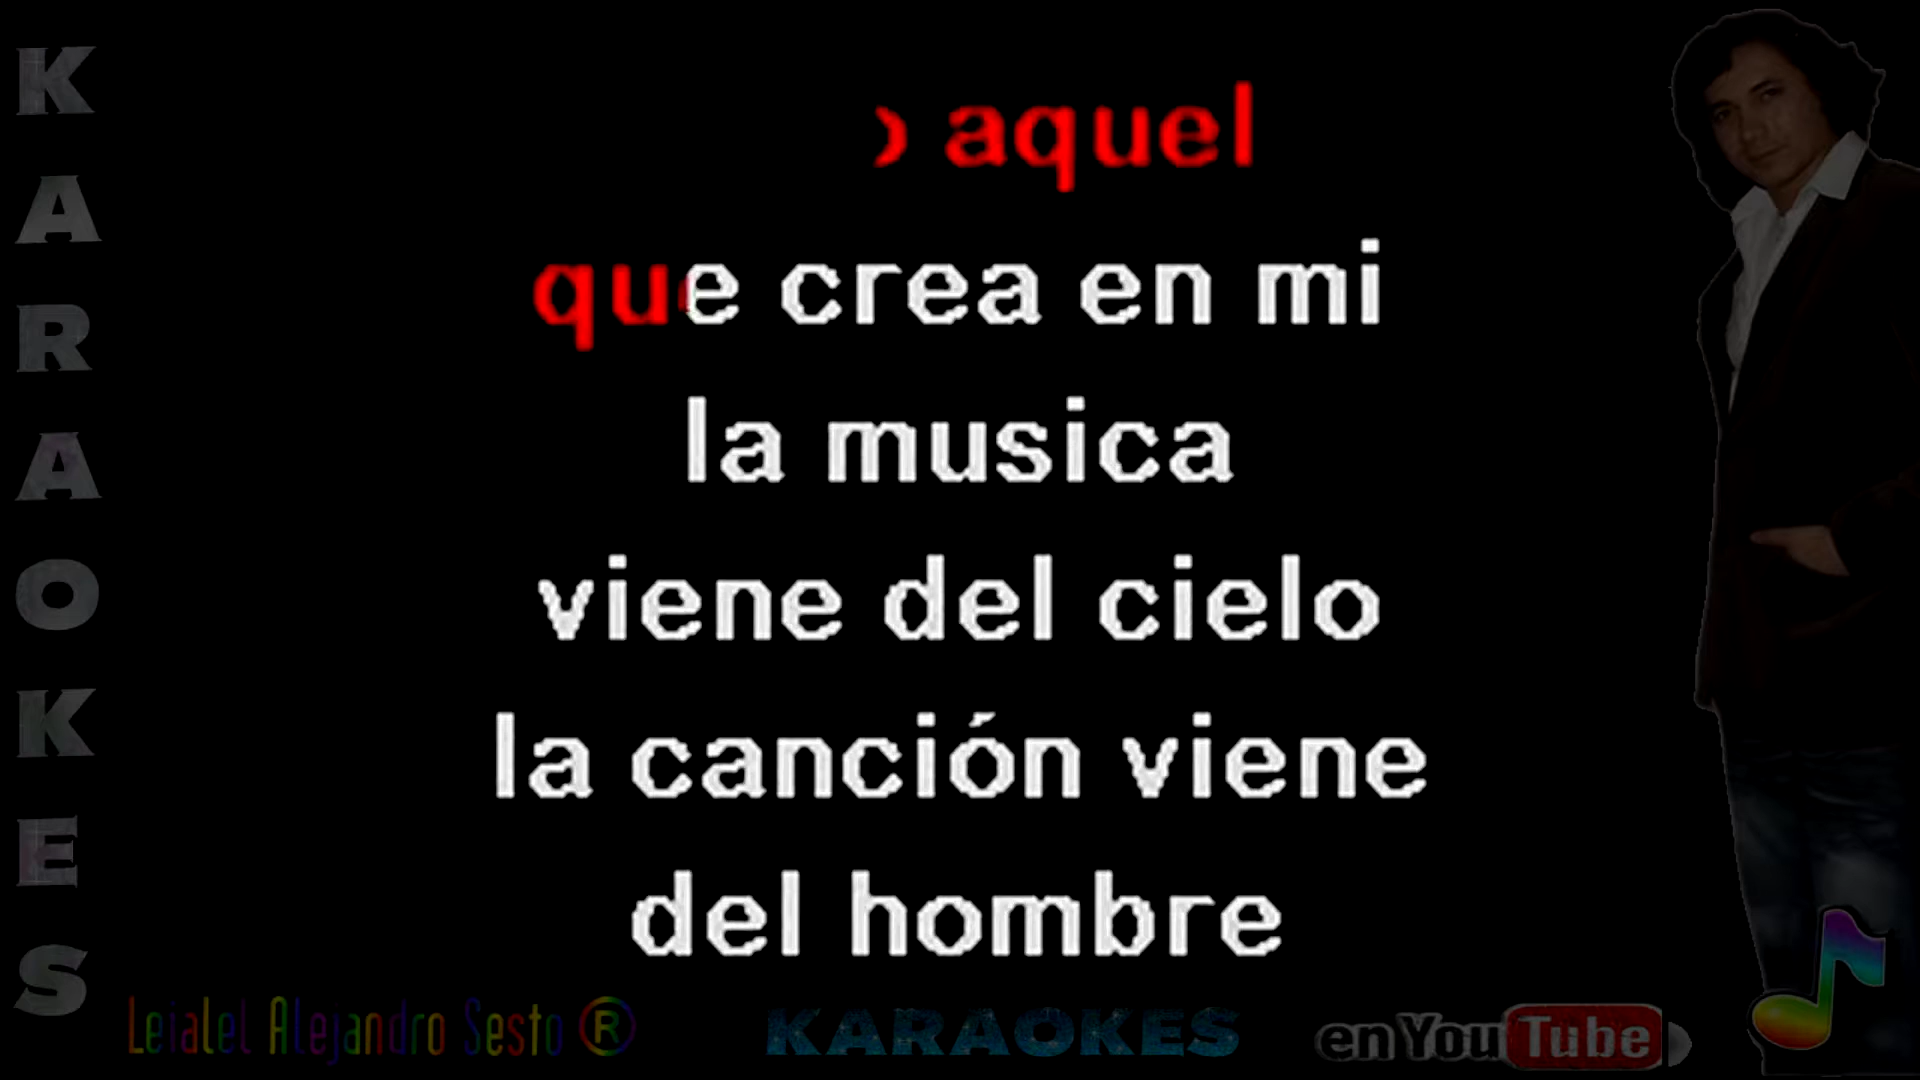 KARAOKES
aquel
que crea en mi
la musica
viene del cielo
la canción viene
del hombre
Leialel Alejandro Sesto ®
KARAOKES
en YouTube